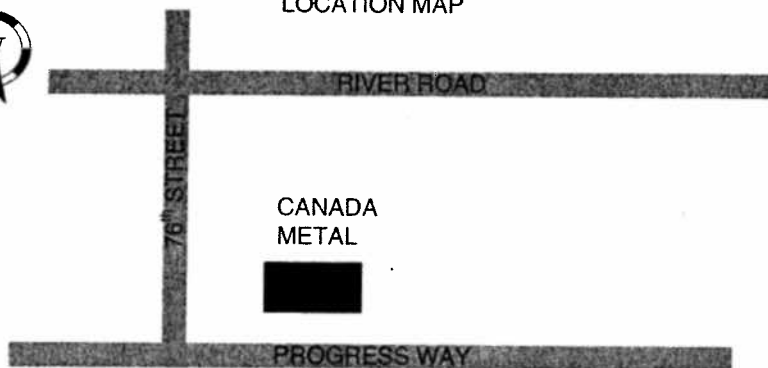 LOCATION MAP
RIVER ROAD
76th STREET
CANADA
METAL
PROGRESS WAY